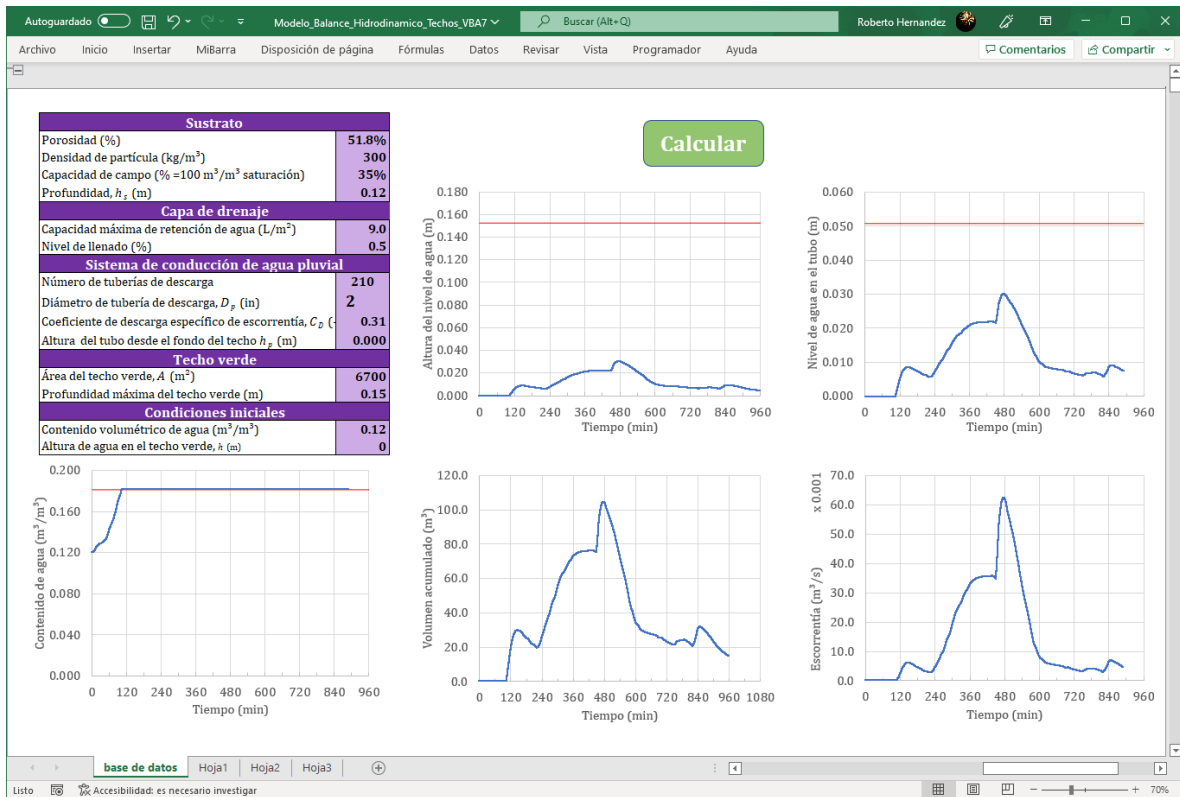 Autoguardado
Modelo_Balance_Hidrodinamico_Techos_VBA7
Buscar (Alt+Q)
Roberto Hernandez
Archivo Inicio Insertar MiBarra Disposición de página Fórmulas Datos Revisar Vista Programador Ayuda
Comentarios Compartir
Sustrato
Porosidad (%) 51.8%
Densidad de partícula (kg/m³) 300
Capacidad de campo (% =100 m³/m³ saturación) 35%
Profundidad, hₛ (m) 0.12
Capa de drenaje
Capacidad máxima de retención de agua (L/m²) 9.0
Nivel de llenado (%) 0.5
Sistema de conducción de agua pluvial
Número de tuberías de descarga 210
Diámetro de tubería de descarga, Dₚ (in) 2
Coeficiente de descarga específico de escorrentía, C_D (- 0.31
Altura del tubo desde el fondo del techo hₚ (m) 0.000
Techo verde
Área del techo verde, A (m²) 6700
Profundidad máxima del techo verde (m) 0.15
Condiciones iniciales
Contenido volumétrico de agua (m³/m³) 0.12
Altura de agua en el techo verde, h (m) 0
Calcular
Altura del nivel de agua (m)
0.180
0.160
0.140
0.120
0.100
0.080
0.060
0.040
0.020
0.000
0 120 240 360 480 600 720 840 960
Tiempo (min)
Nivel de agua en el tubo (m)
0.060
0.050
0.040
0.030
0.020
0.010
0.000
0 120 240 360 480 600 720 840 960
Tiempo (min)
Contenido de agua (m³/m³)
0.200
0.160
0.120
0.080
0.040
0.000
0 120 240 360 480 600 720 840 960
Tiempo (min)
Volumen acumulado (m³)
120.0
100.0
80.0
60.0
40.0
20.0
0.0
0 120 240 360 480 600 720 840 960 1080
Tiempo (min)
Escorrentía (m³/s)
x 0.001
70.0
60.0
50.0
40.0
30.0
20.0
10.0
0.0
0 120 240 360 480 600 720 840 960
Tiempo (min)
base de datos Hoja1 Hoja2 Hoja3
Listo Accesibilidad: es necesario investigar
70%